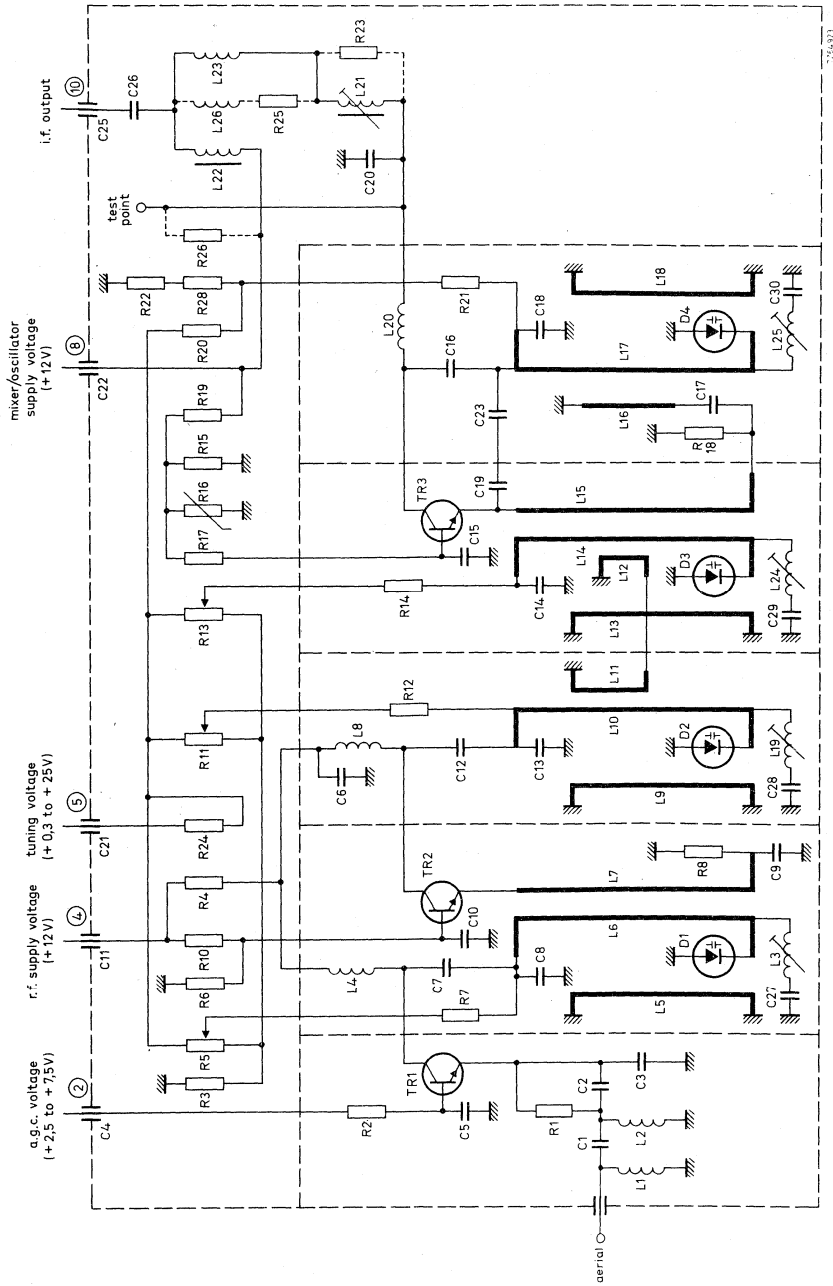 a.g.c. voltage
(+2,5 to +7,5V)
2
C4
r.f. supply voltage
(+12V)
4
C11
tuning voltage
(+0,3 to +25V)
5
C21
mixer/oscillator
supply voltage
(+12V)
8
C22
i.f. output
10
C25
C26
L23
L26
R25
L22
R23
L21
C20
test
point
R26
R22
R28
R20
R19
R15
R16
R17
R13
R11
R24
R4
R10
R6
R5
R3
R2
TR1
C5
R1
C1
C2
C3
L1
L2
aerial
L4
C7
R7
C8
TR2
C10
L5
L6
L7
D1
L3
C27
R8
C9
C6
L8
C12
C13
R12
L9
L10
L11
D2
L19
C28
R14
C14
TR3
C15
L12
L13
L14
L15
D3
L24
C29
C19
C23
C16
L20
R21
C18
L16
L17
L18
C17
R
18
D4
L25
C30